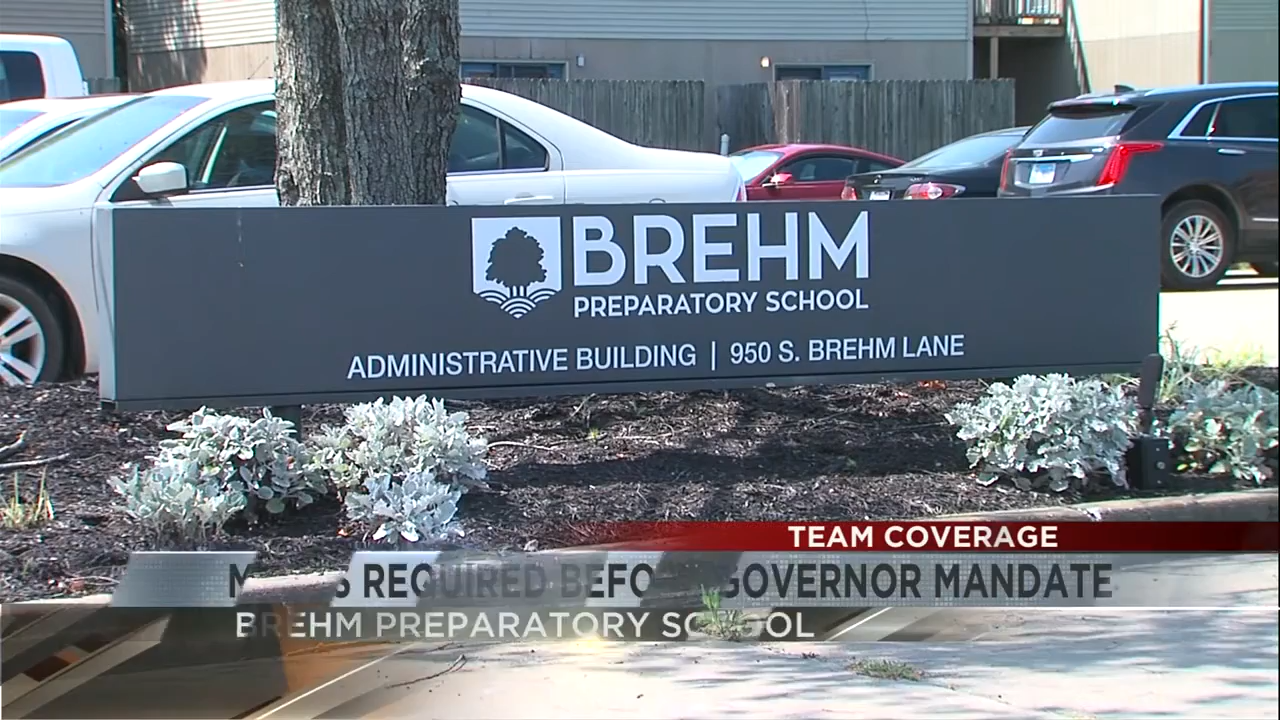 BREHM
PREPARATORY SCHOOL
ADMINISTRATIVE BUILDING | 950 S. BREHM LANE
TEAM COVERAGE
REQUIRED GOVERNOR MANDATE
BREHM PREPARATORY SCHOOL